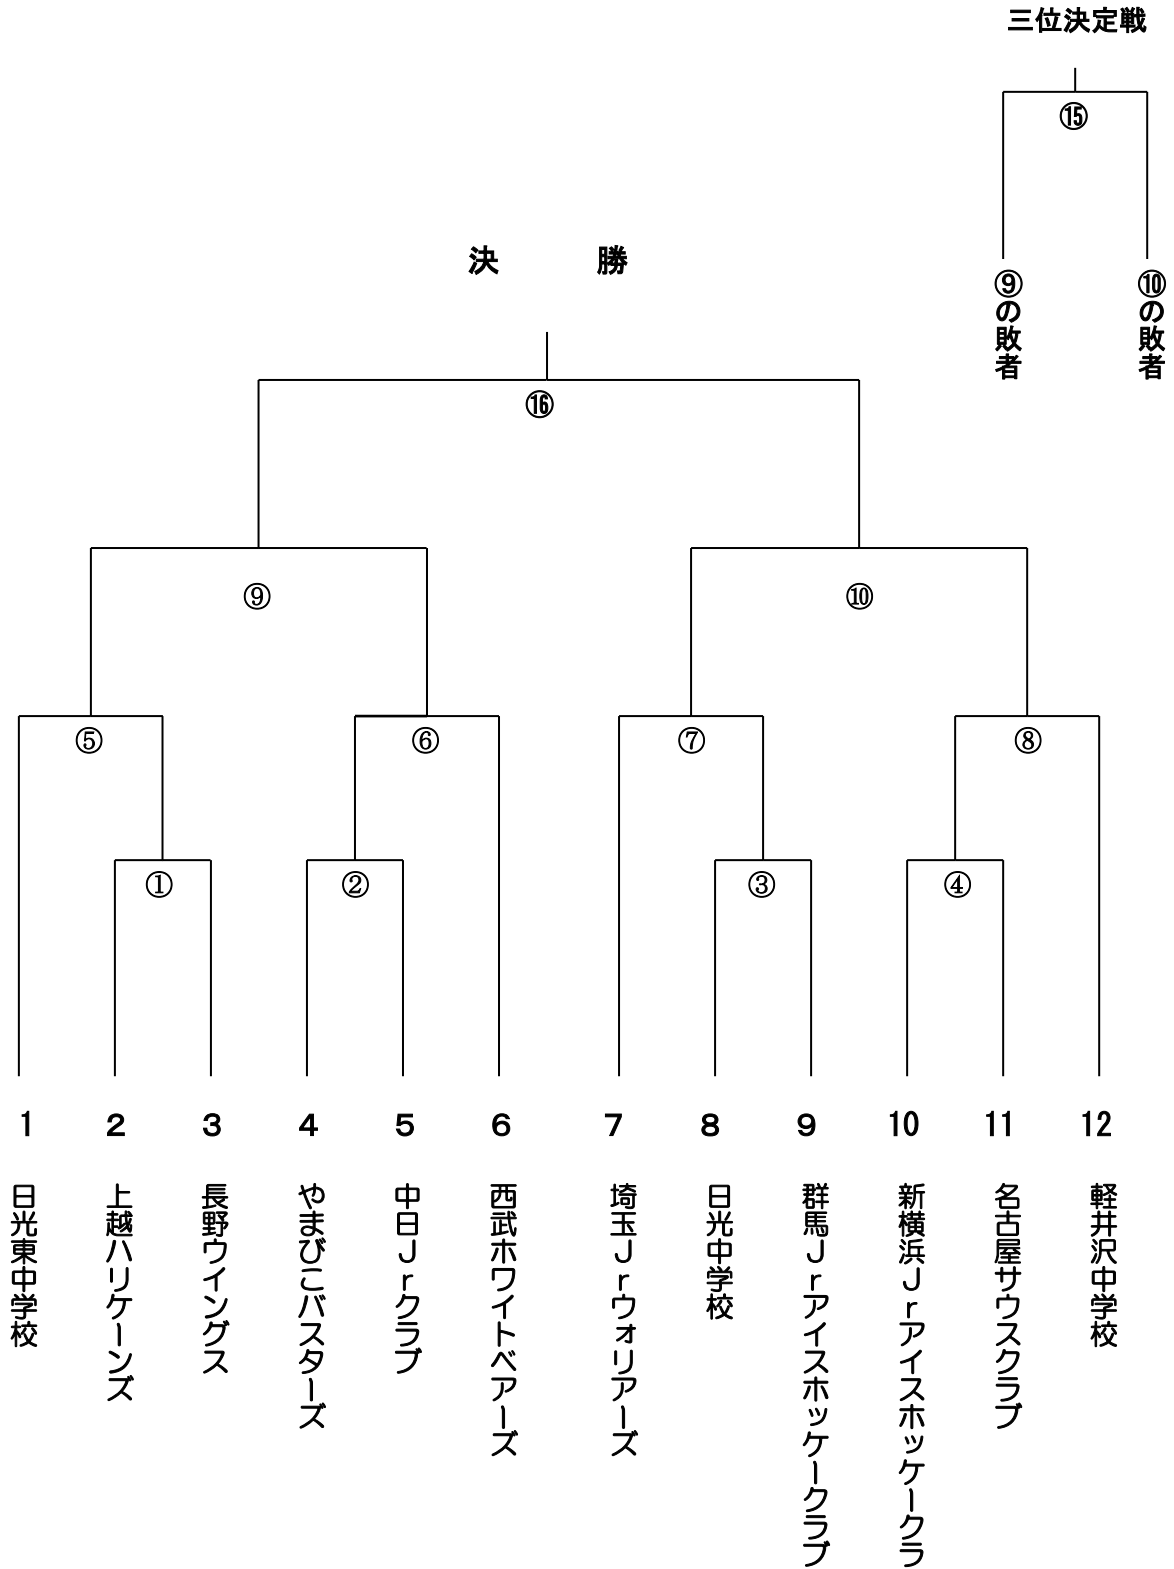 三位決定戦
⑮
⑨の敗者
⑩の敗者
決 勝
⑯
⑨
⑩
⑤
⑥
⑦
⑧
①
②
③
④
1
2
3
4
5
6
7
8
9
10
11
12
日光東中学校
上越ハリケーンズ
長野ウイングス
やまびこバスターズ
中日Jrクラブ
西武ホワイトベアーズ
埼玉Jrウォリアーズ
日光中学校
群馬Jrアイスホッケークラブ
新横浜Jrアイスホッケークラ
名古屋サウスクラブ
軽井沢中学校